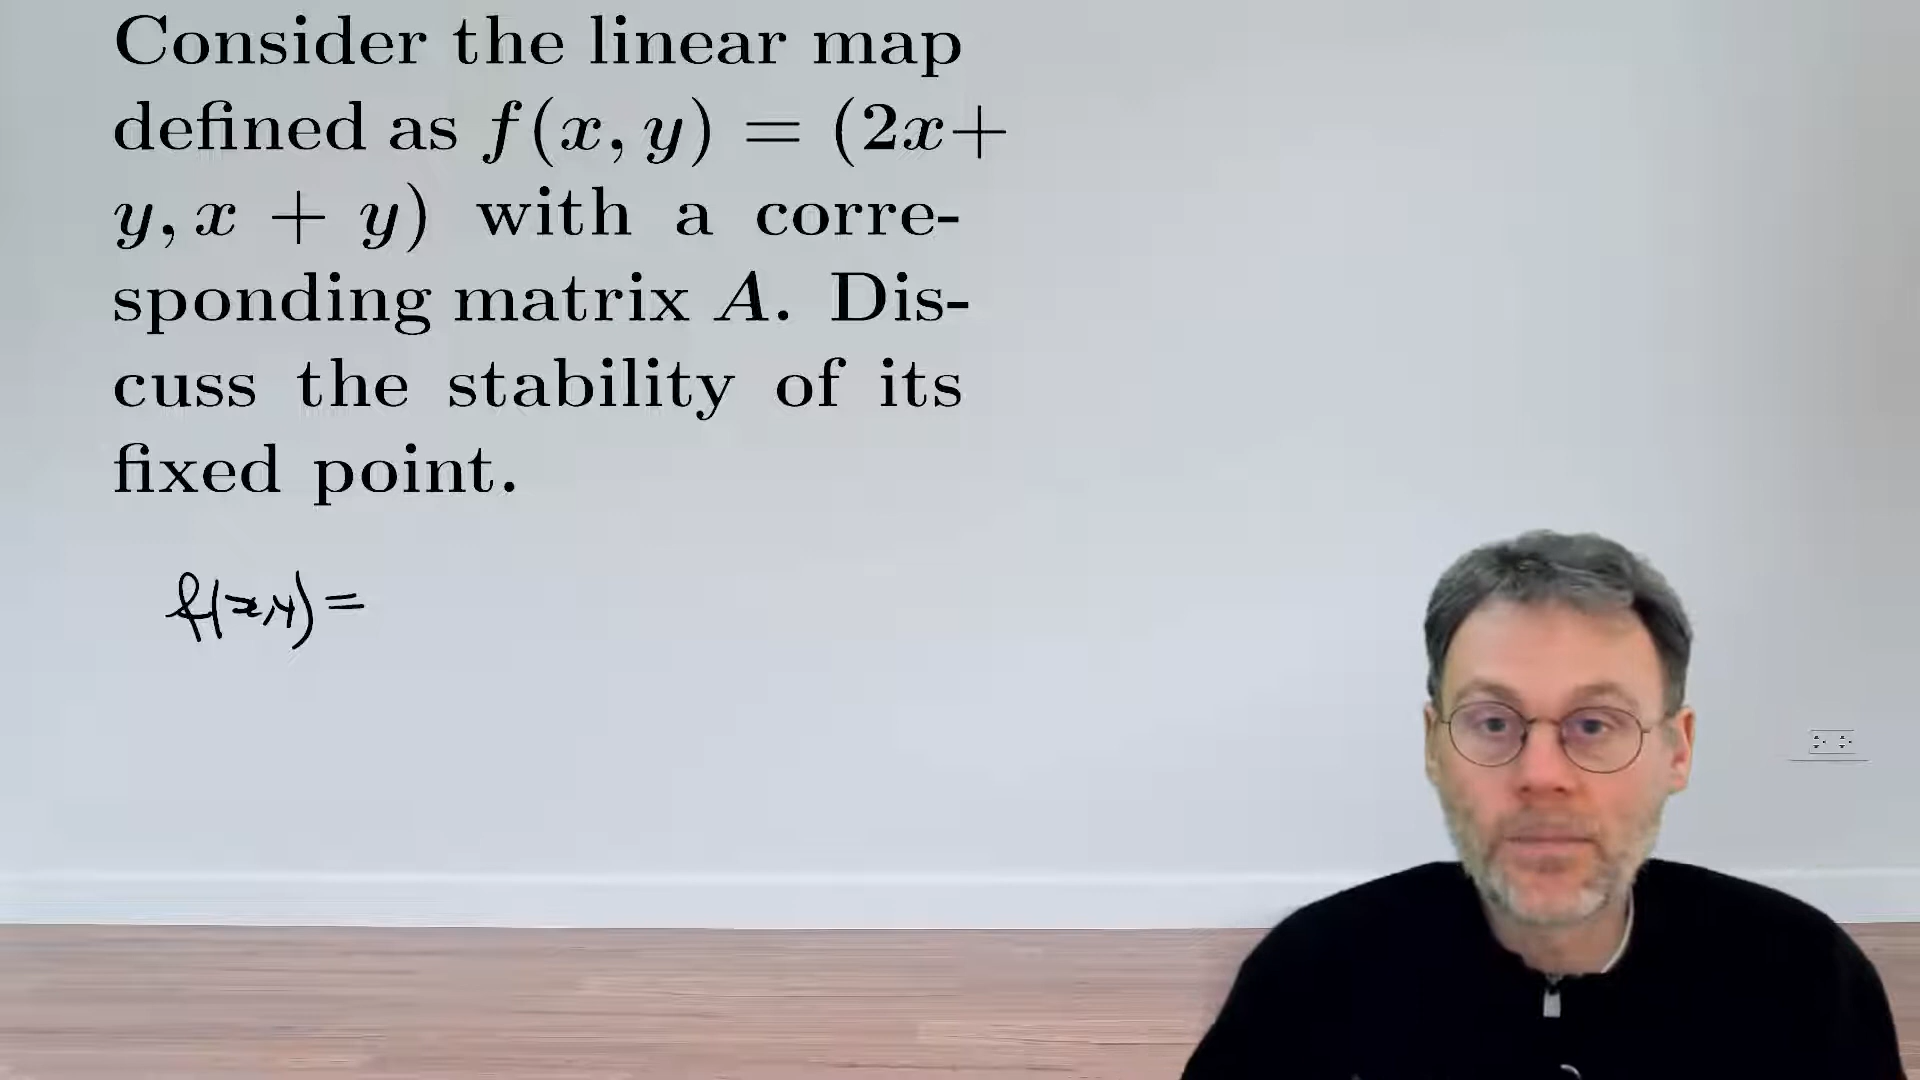 Consider the linear map
defined as f(x, y) = (2x+
y, x + y) with a corre-
sponding matrix A. Dis-
cuss the stability of its
fixed point.
f(x,y) =